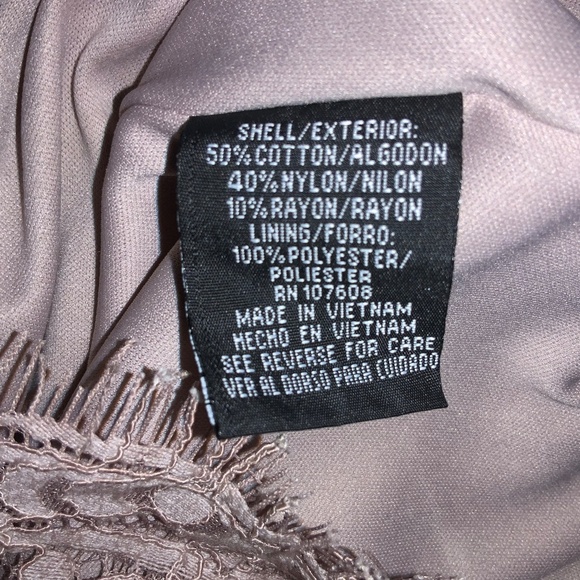 SHELL/EXTERIOR:
50% COTTON/ALGODON
40% NYLON/NILON
10% RAYON/RAYON
LINING/FORRO:
100% POLYESTER/
POLIESTER
RN 107608
MADE IN VIETNAM
HECHO EN VIETNAM
SEE REVERSE FOR CARE
VER AL DORSO PARA CUIDADO